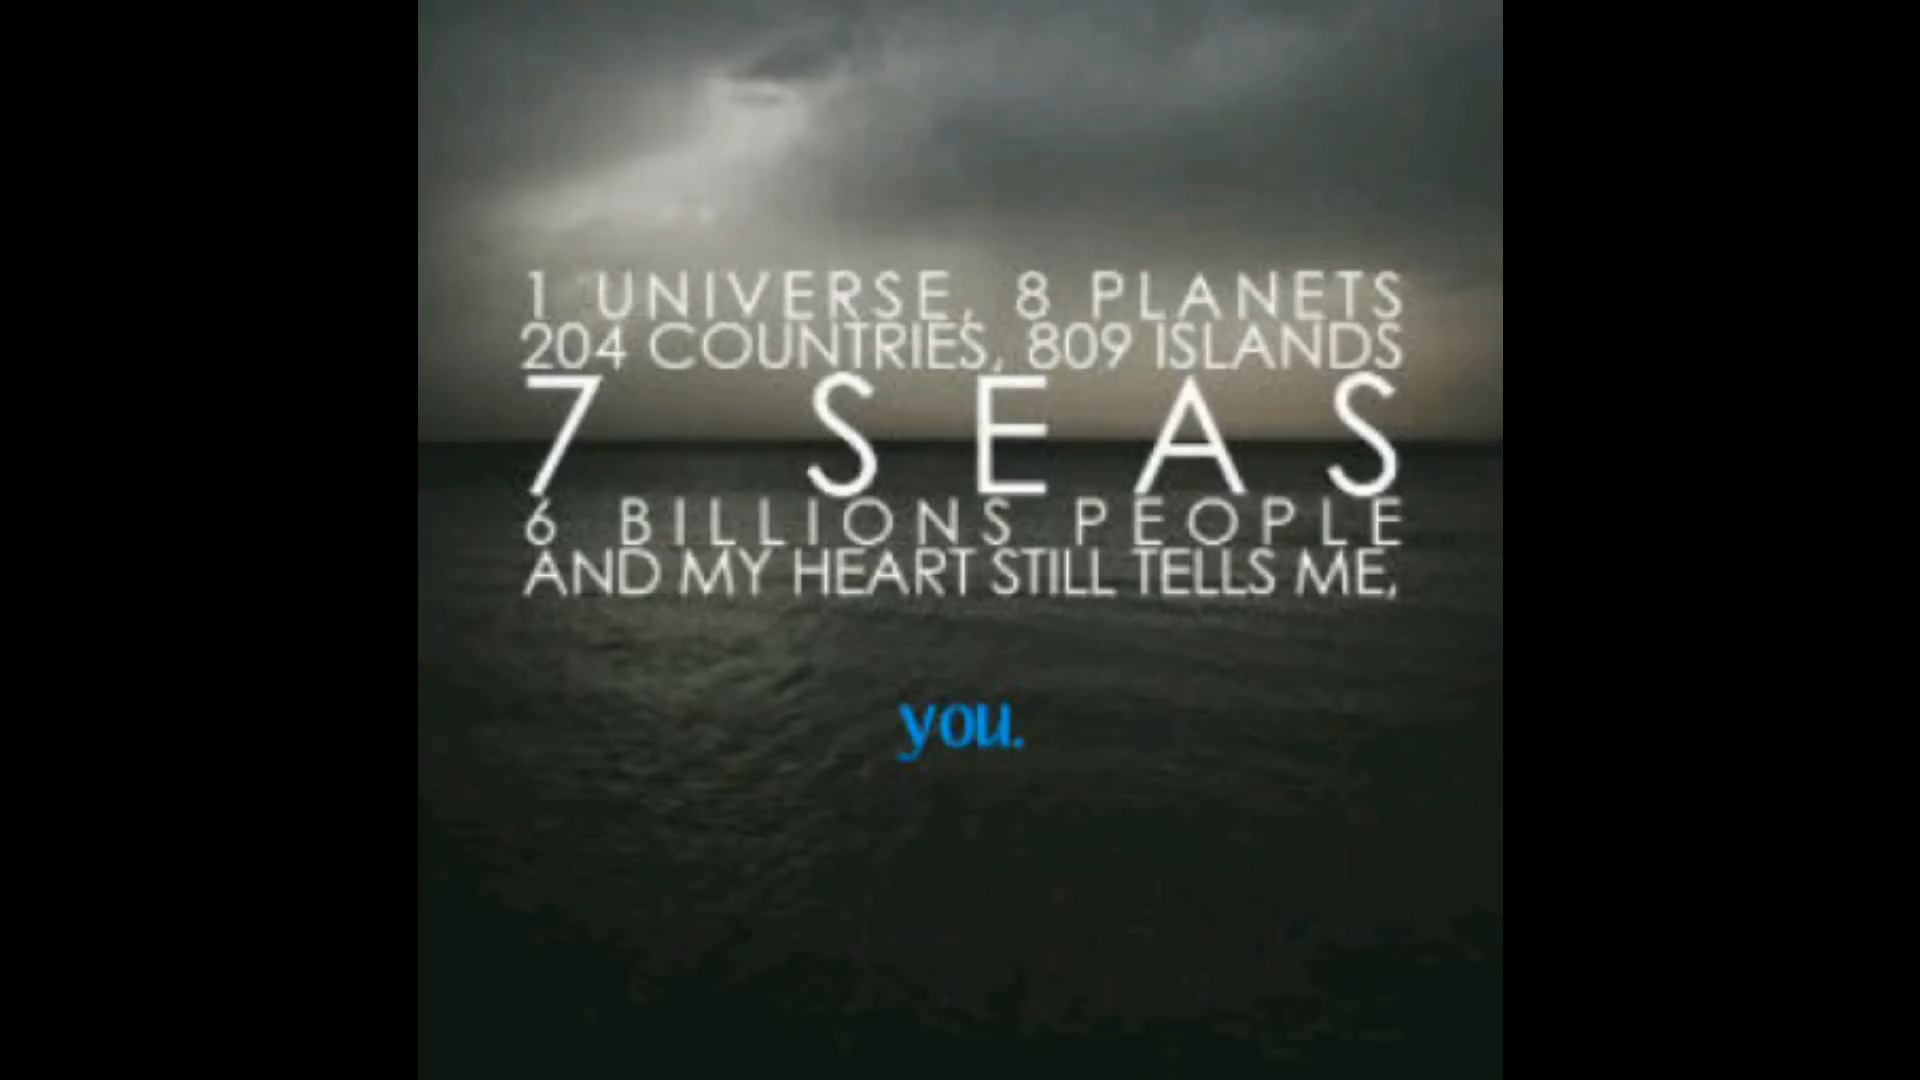 1 UNIVERSE, 8 PLANETS
204 COUNTRIES, 809 ISLANDS
7 SEAS
6 BILLIONS PEOPLE
AND MY HEART STILL TELLS ME,
you.